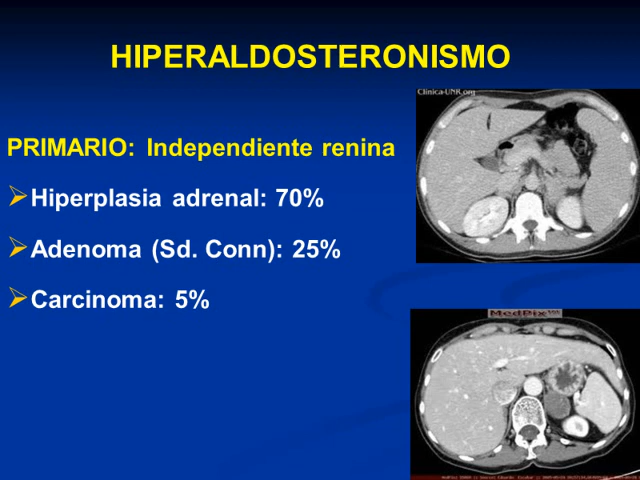 HIPERALDOSTERONISMO
Clinica-UNR.org
PRIMARIO: Independiente renina
Hiperplasia adrenal: 70%
Adenoma (Sd. Conn): 25%
Carcinoma: 5%
MedPix